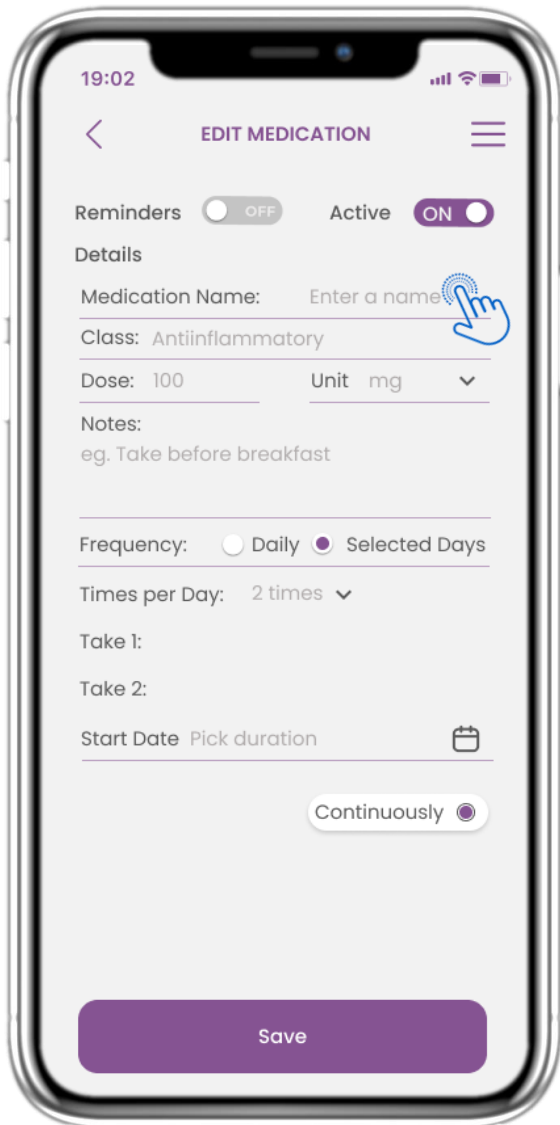 19:02
EDIT MEDICATION
Reminders OFF Active ON
Details
Medication Name: Enter a name
Class: Antiinflammatory
Dose: 100 Unit mg
Notes:
eg. Take before breakfast
Frequency: Daily Selected Days
Times per Day: 2 times
Take 1:
Take 2:
Start Date Pick duration
Continuously
Save